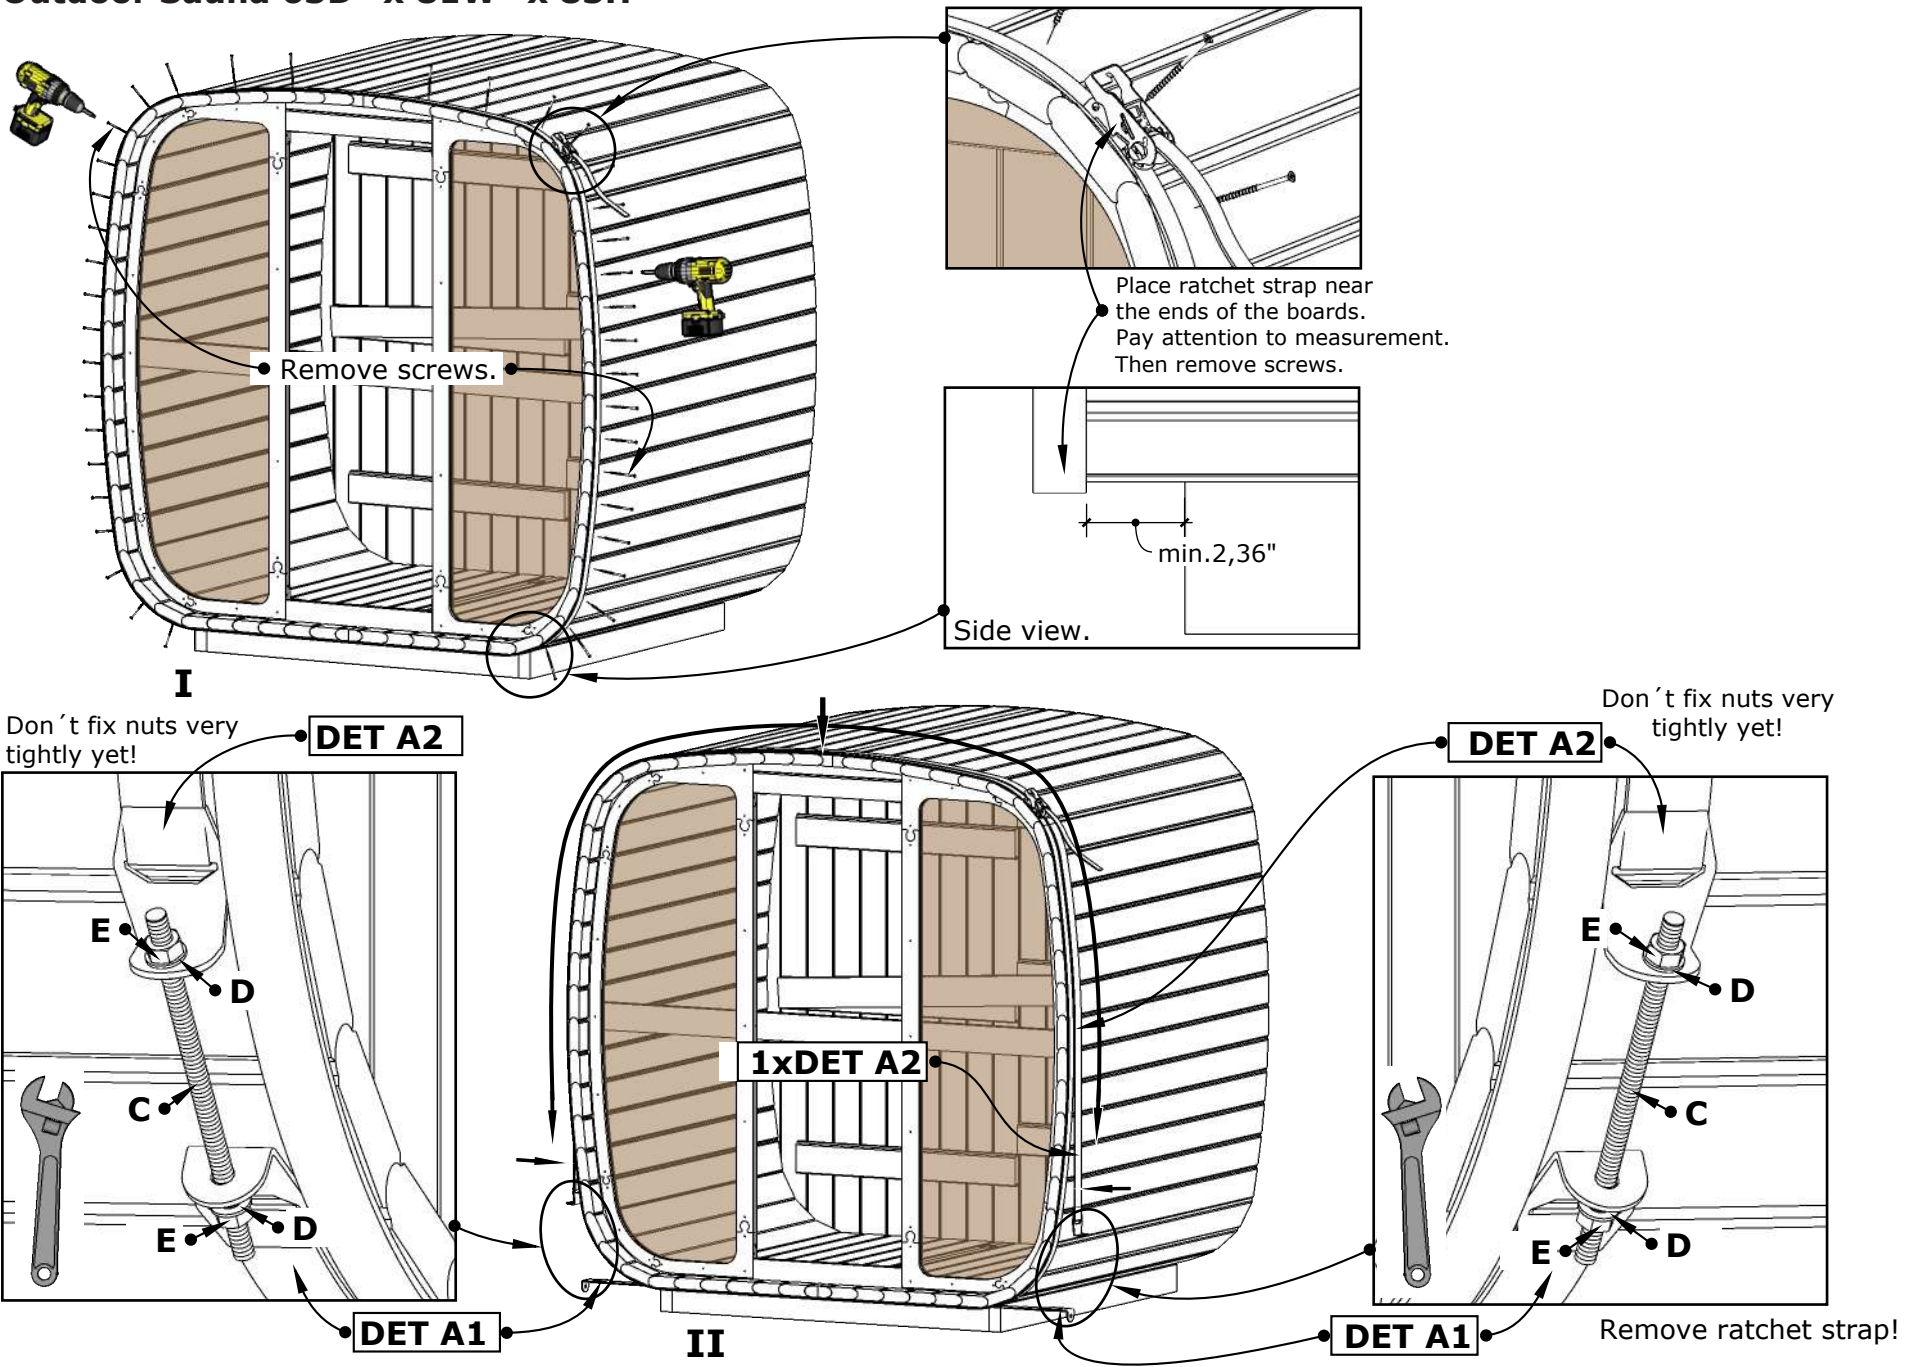 Remove screws.
Place ratchet strap near
the ends of the boards.
Pay attention to measurement.
Then remove screws.
min.2,36"
Side view.
I
Don´t fix nuts very
tightly yet!
DET A2
E
D
C
E
D
DET A1
1xDET A2
II
Don´t fix nuts very
tightly yet!
DET A2
E
D
C
E
D
DET A1
Remove ratchet strap!